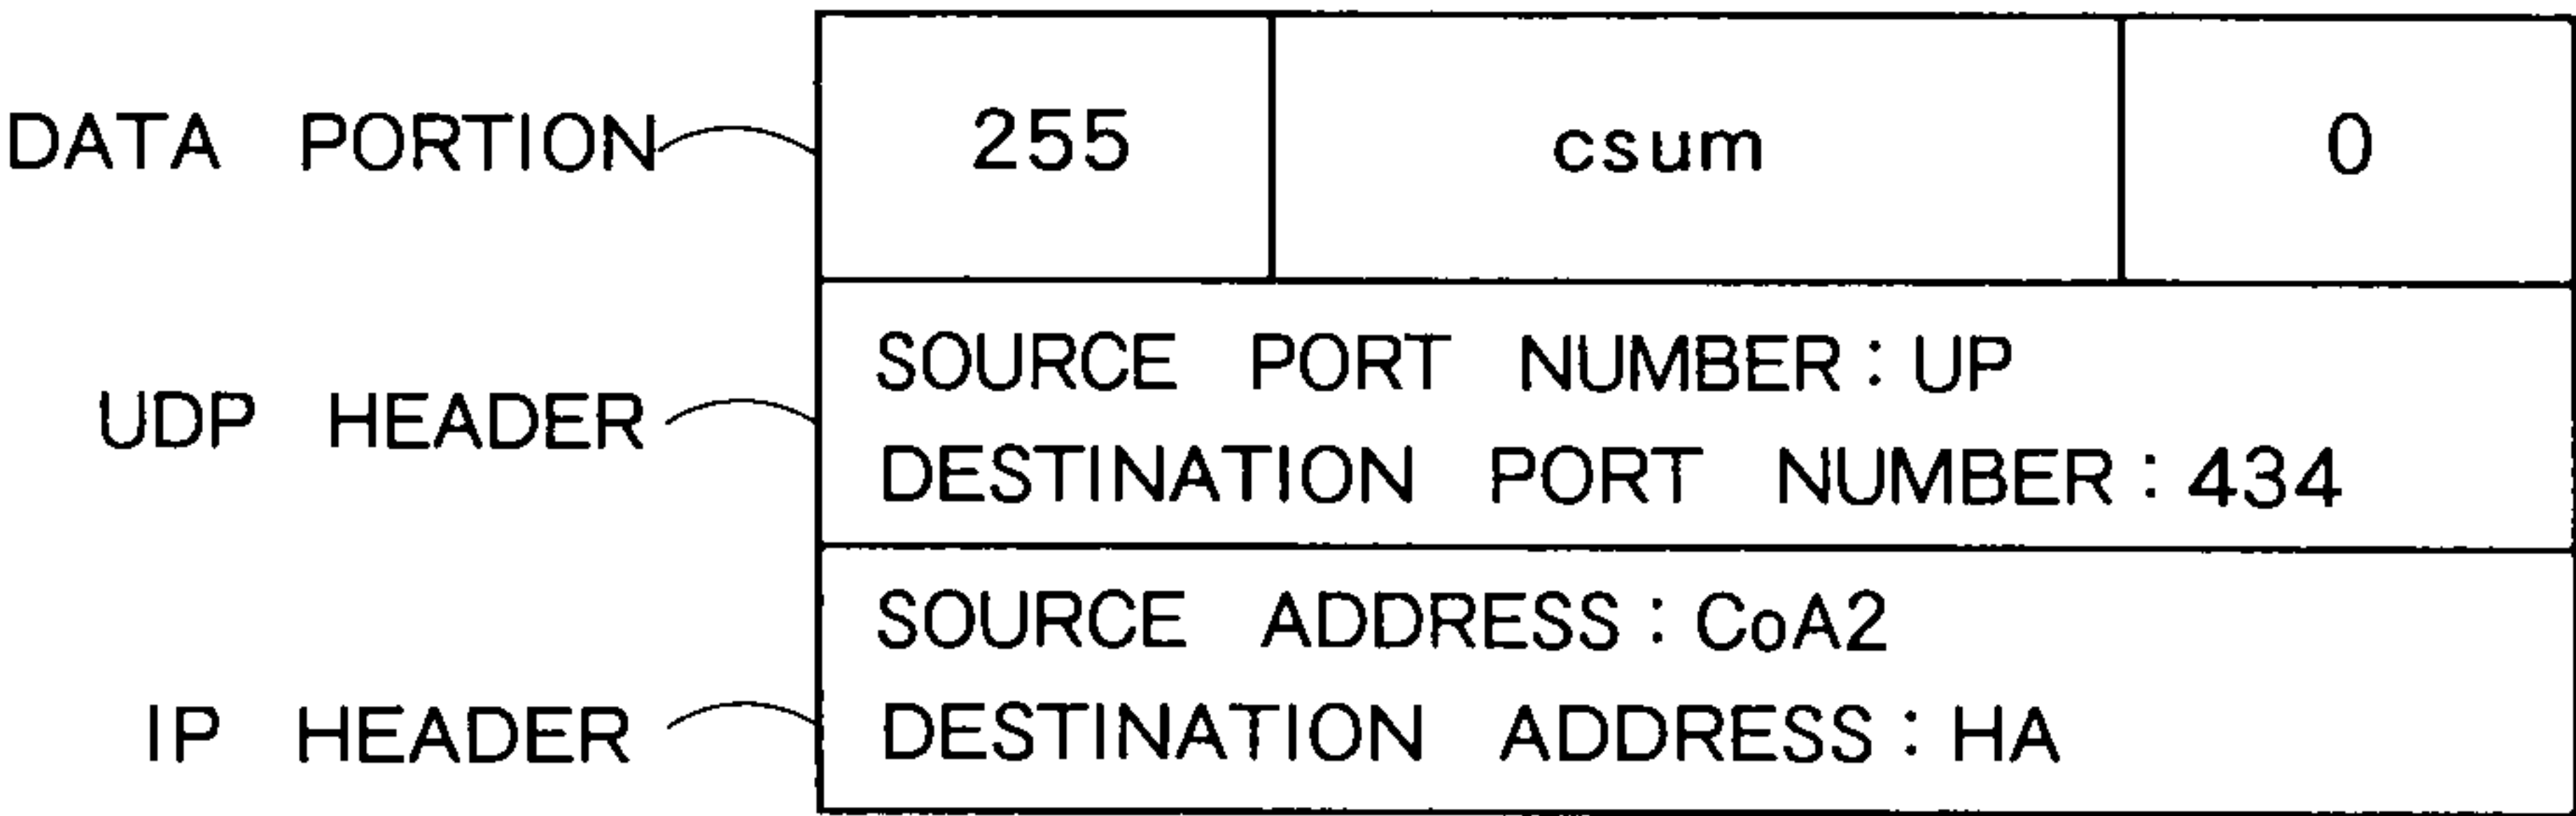 DATA PORTION 255 csum 0
SOURCE PORT NUMBER : UP
UDP HEADER
DESTINATION PORT NUMBER : 434
SOURCE ADDRESS : CoA2
IP HEADER
DESTINATION ADDRESS : HA